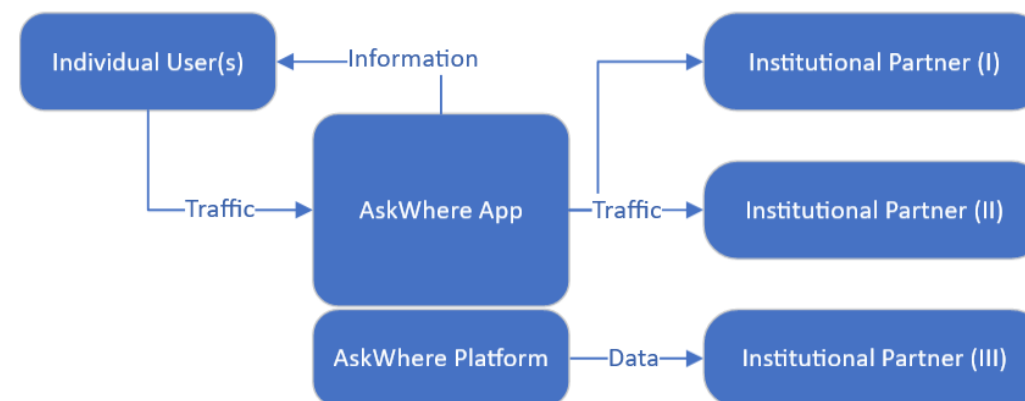 Individual User(s)
Information
Institutional Partner (I)
Traffic
AskWhere App
Traffic
Institutional Partner (II)
AskWhere Platform
Data
Institutional Partner (III)